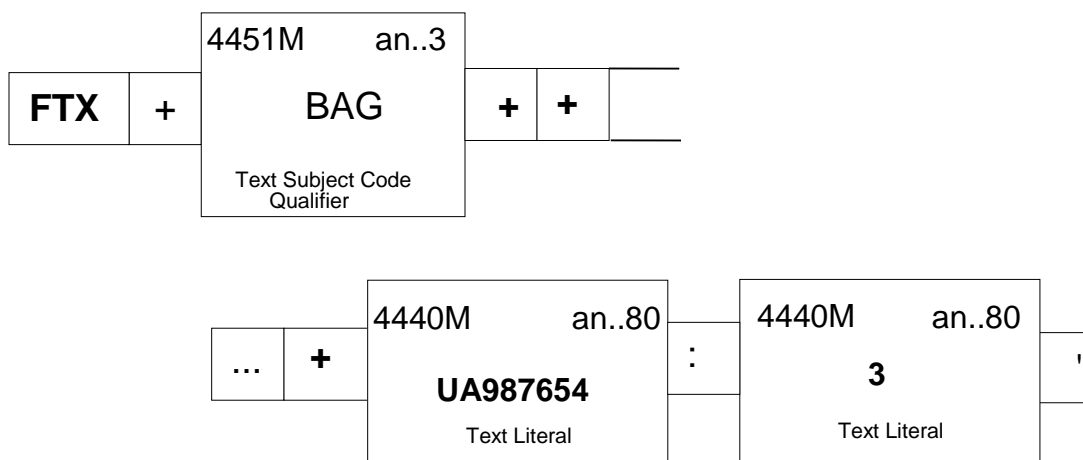 4451M an..3
FTX + BAG + +
Text Subject Code
Qualifier
4440M an..80 4440M an..80
... + UA987654 : 3 '
Text Literal Text Literal